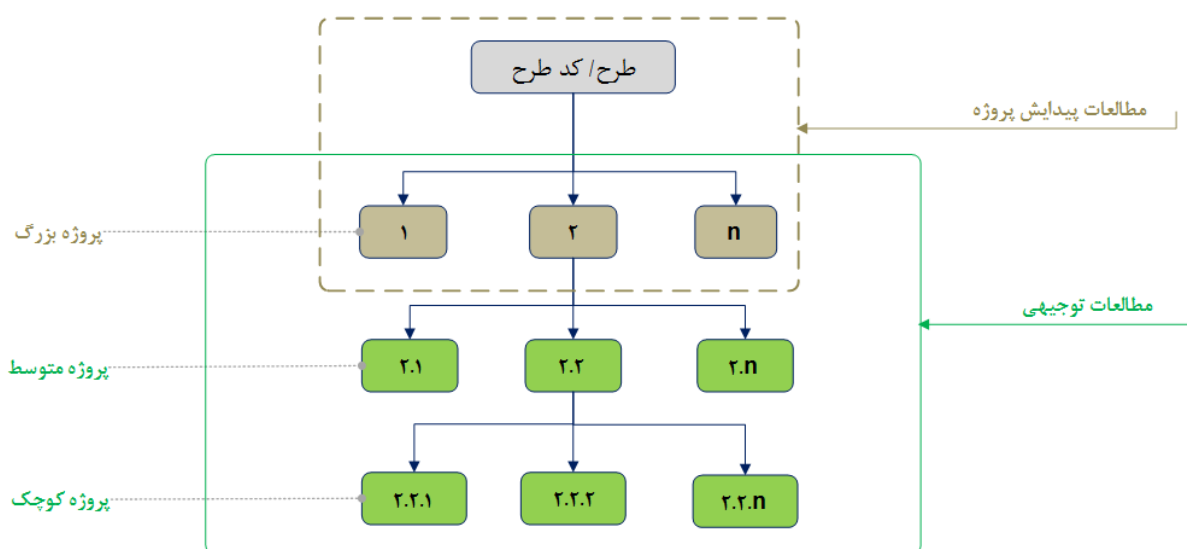 طرح/ کد طرح
مطالعات پیدایش پروژه
پروژه بزرگ
۱
۲
n
مطالعات توجیهی
پروژه متوسط
۲.۱
۲.۲
۲.n
پروژه کوچک
۲.۲.۱
۲.۲.۲
۲.۲.n